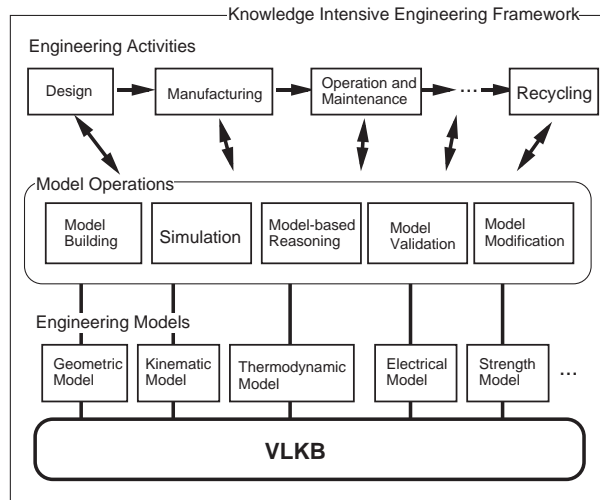 Knowledge Intensive Engineering Framework
Engineering Activities
Design
Manufacturing
Operation and
Maintenance
...
Recycling
Model Operations
Model
Building
Simulation
Model-based
Reasoning
Model
Validation
Model
Modification
Engineering Models
Geometric
Model
Kinematic
Model
Thermodynamic
Model
Electrical
Model
Strength
Model
...
VLKB